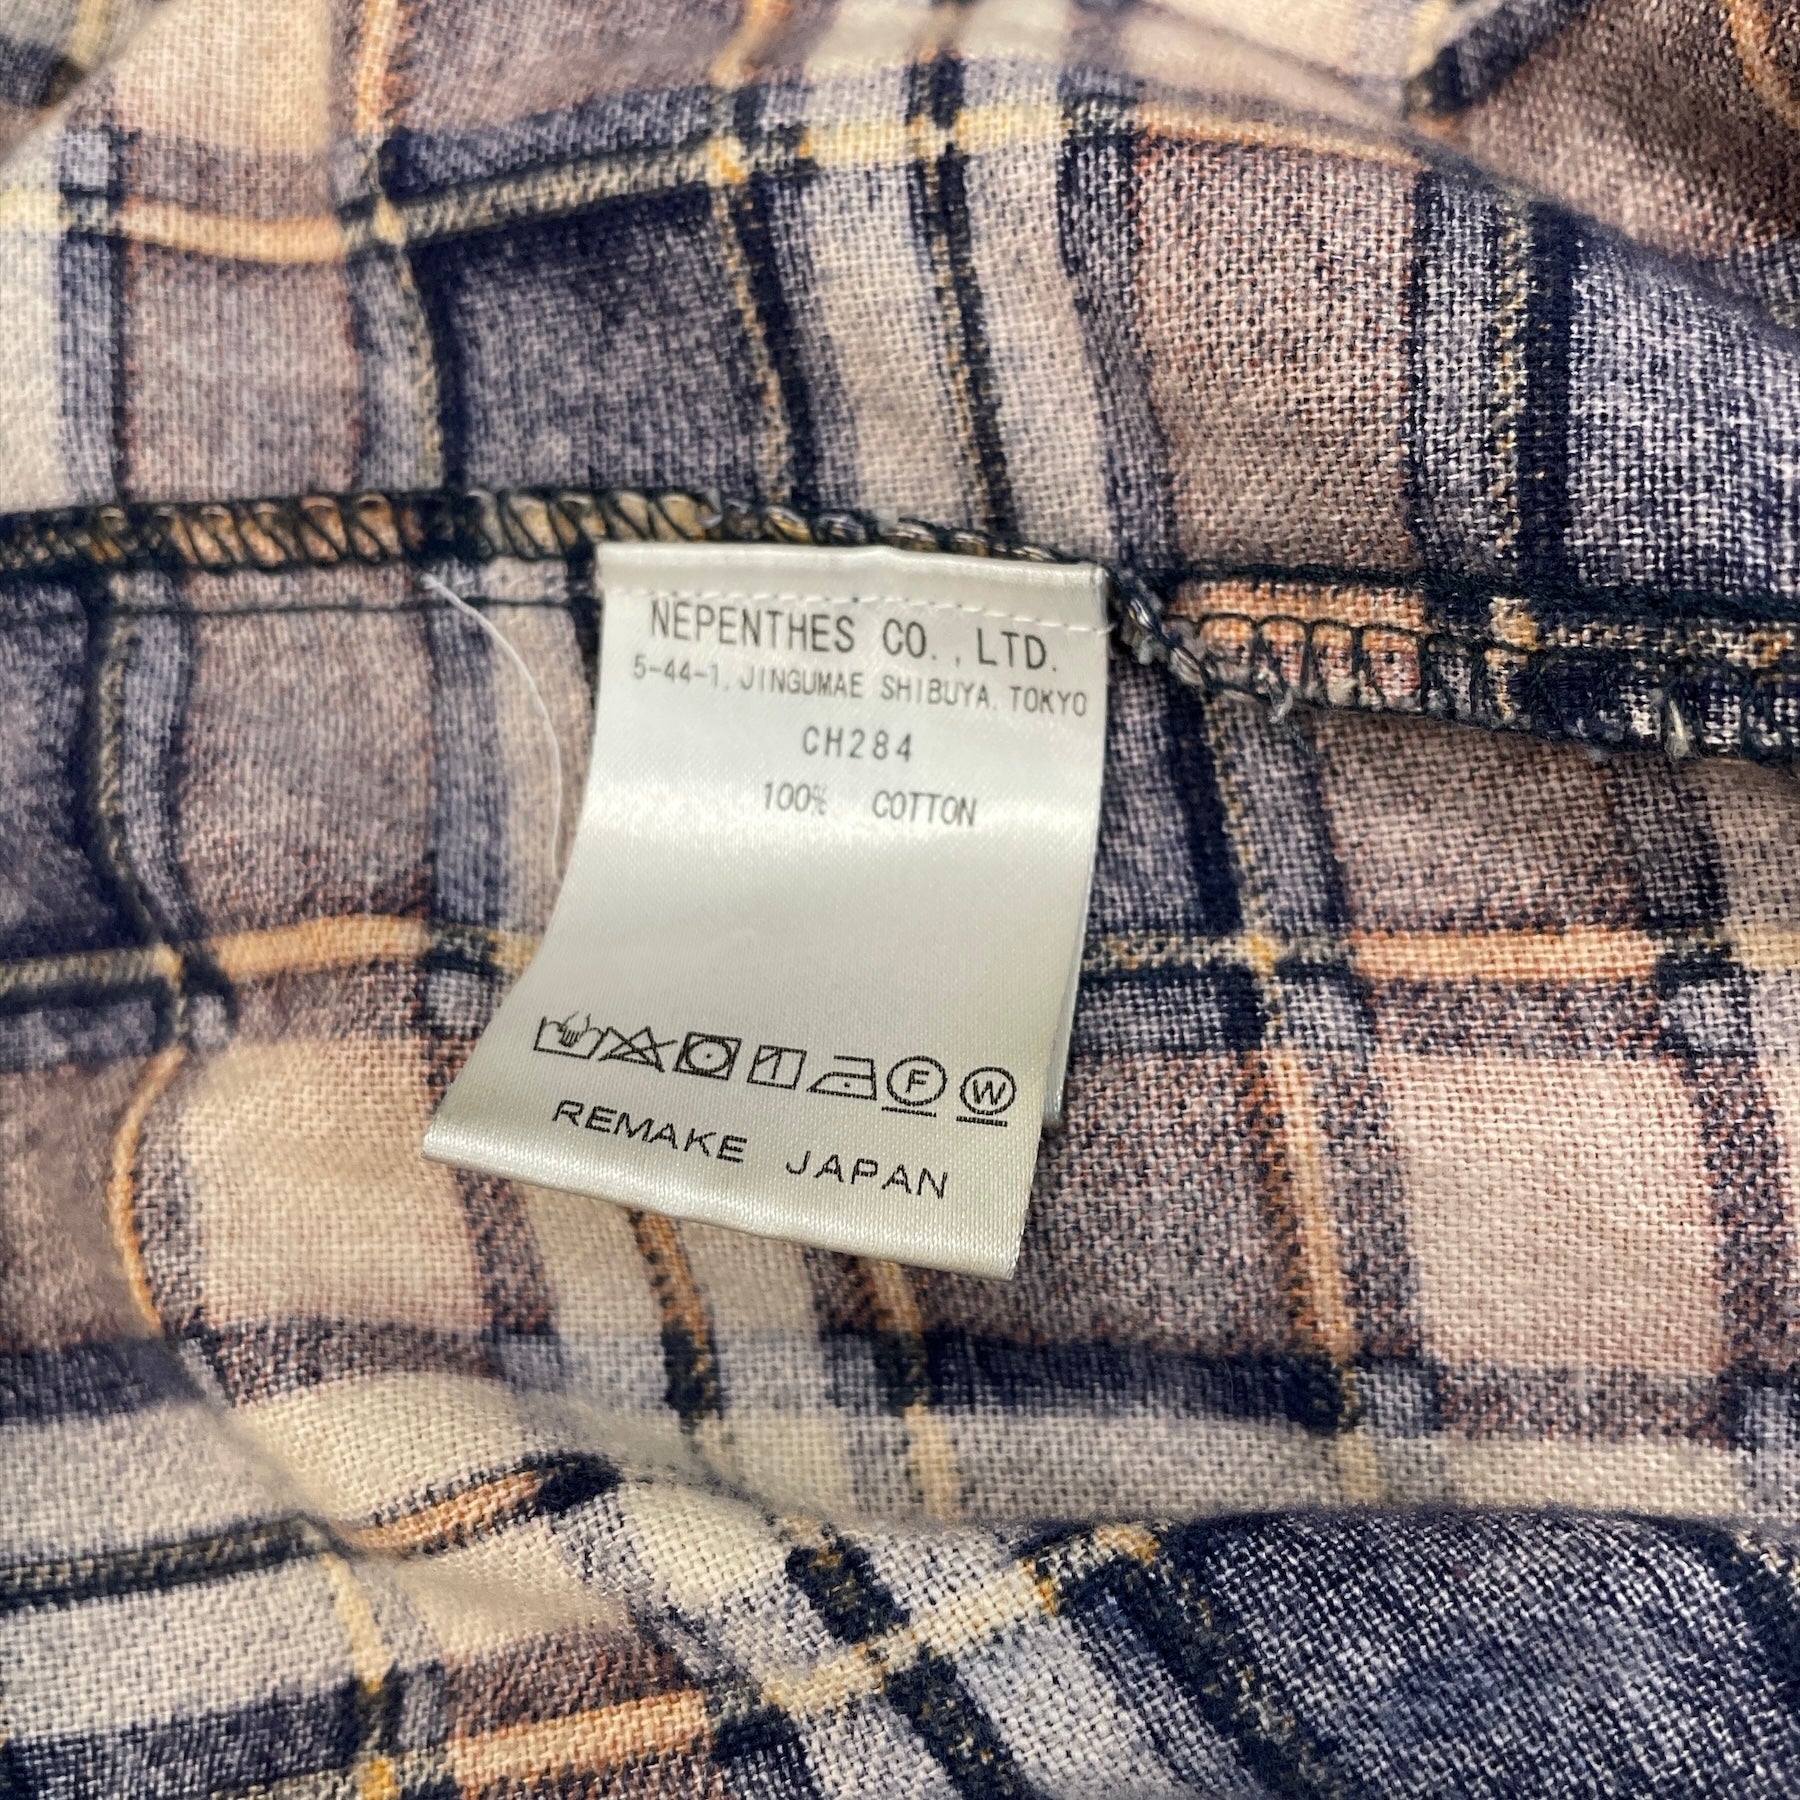 NEPENTHES CO., LTD.
5-44-1, JINGUMAE SHIBUYA, TOKYO
CH284
100% COTTON
F W
REMAKE JAPAN